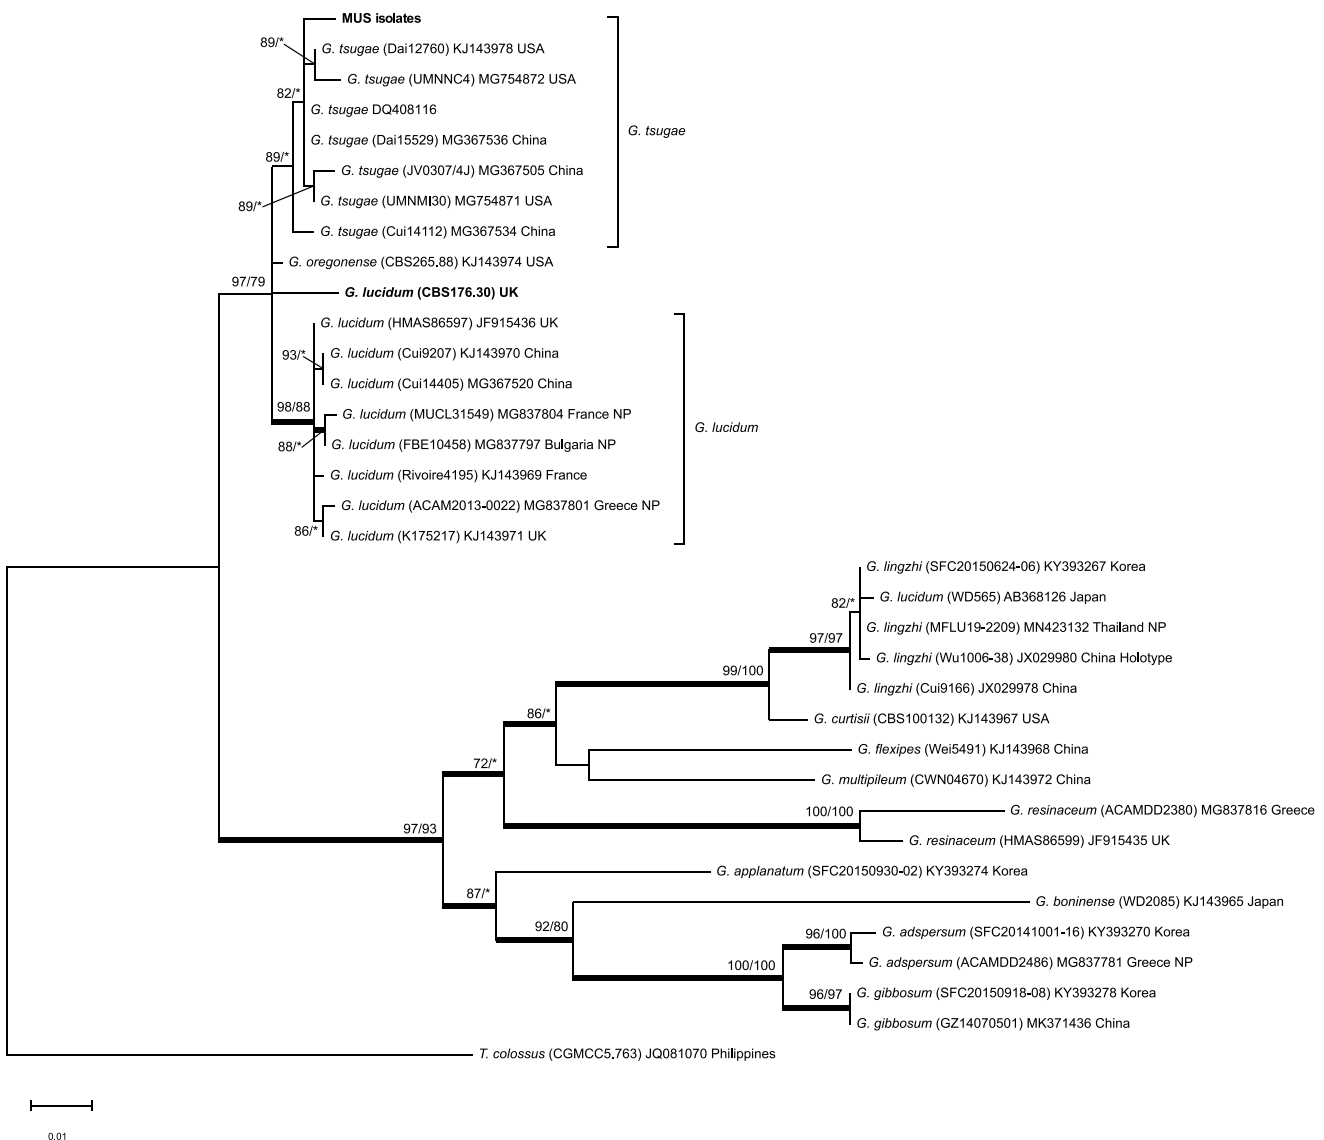 MUS isolates
89/*
G. tsugae (Dai12760) KJ143978 USA
G. tsugae (UMNNC4) MG754872 USA
82/*
G. tsugae DQ408116
G. tsugae
G. tsugae (Dai15529) MG367536 China
89/*
G. tsugae (JV0307/4J) MG367505 China
G. tsugae (UMNMI30) MG754871 USA
89/*
G. tsugae (Cui14112) MG367534 China
G. oregonense (CBS265.88) KJ143974 USA
97/79
G. lucidum (CBS176.30) UK
G. lucidum (HMAS86597) JF915436 UK
93/*
G. lucidum (Cui9207) KJ143970 China
G. lucidum (Cui14405) MG367520 China
98/88
G. lucidum (MUCL31549) MG837804 France NP
G. lucidum
88/*
G. lucidum (FBE10458) MG837797 Bulgaria NP
G. lucidum (Rivoire4195) KJ143969 France
G. lucidum (ACAM2013-0022) MG837801 Greece NP
86/*
G. lucidum (K175217) KJ143971 UK
G. lingzhi (SFC20150624-06) KY393267 Korea
82/*
G. lucidum (WD565) AB368126 Japan
G. lingzhi (MFLU19-2209) MN423132 Thailand NP
97/97
G. lingzhi (Wu1006-38) JX029980 China Holotype
99/100
G. lingzhi (Cui9166) JX029978 China
86/*
G. curtisii (CBS100132) KJ143967 USA
G. flexipes (Wei5491) KJ143968 China
72/*
G. multipileum (CWN04670) KJ143972 China
100/100
G. resinaceum (ACAMDD2380) MG837816 Greece
97/93
G. resinaceum (HMAS86599) JF915435 UK
G. applanatum (SFC20150930-02) KY393274 Korea
87/*
G. boninense (WD2085) KJ143965 Japan
92/80
96/100
G. adspersum (SFC20141001-16) KY393270 Korea
G. adspersum (ACAMDD2486) MG837781 Greece NP
100/100
96/97
G. gibbosum (SFC20150918-08) KY393278 Korea
G. gibbosum (GZ14070501) MK371436 China
T. colossus (CGMCC5.763) JQ081070 Philippines
0.01